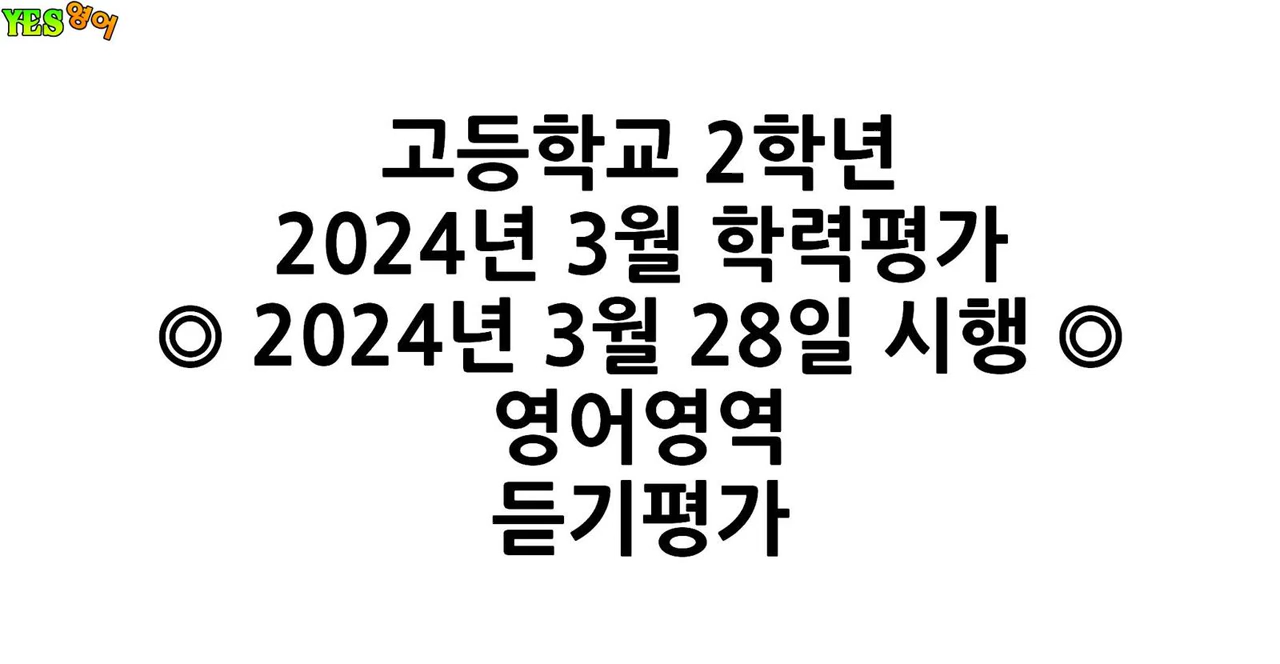 YES영어
고등학교 2학년
2024년 3월 학력평가
◎ 2024년 3월 28일 시행 ◎
영어영역
듣기평가